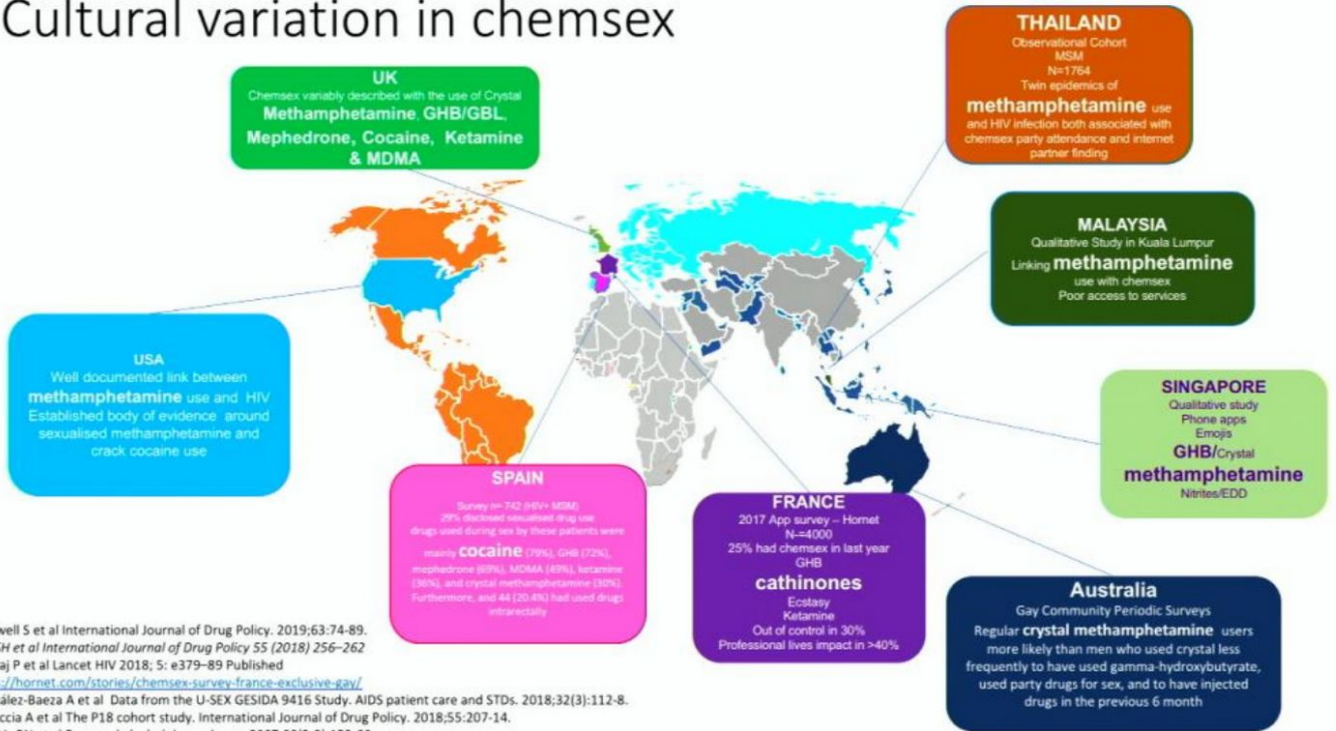 Cultural variation in chemsex
UK
Chemsex variably described with the use of Crystal
Methamphetamine, GHB/GBL,
Mephedrone, Cocaine, Ketamine
& MDMA
THAILAND
Observational Cohort
MSM
N=1764
Twin epidemics of
methamphetamine use
and HIV infection both associated with
chemsex party attendance and internet
partner finding
MALAYSIA
Qualitative Study in Kuala Lumpur
Linking methamphetamine
use with chemsex
Poor access to services
USA
Well documented link between
methamphetamine use and HIV
Established body of evidence around
sexualised methamphetamine and
crack cocaine use
SINGAPORE
Qualitative study
Phone apps
Emojis
GHB/Crystal
methamphetamine
Nitrites/EDD
SPAIN
Survey n= 742 (HIV+ MSM)
29% disclosed sexualised drug use
drugs used during sex by these patients were
mainly cocaine (79%), GHB (72%),
mephedrone (69%), MDMA (49%), ketamine
(36%), and crystal methamphetamine (30%)
Furthermore, and 44 (20.4%) had used drugs
intrarectally
FRANCE
2017 App survey – Hornet
N-=4000
25% had chemsex in last year
GHB
cathinones
Ecstasy
Ketamine
Out of control in 30%
Professional lives impact in >40%
Australia
Gay Community Periodic Surveys
Regular crystal methamphetamine users
more likely than men who used crystal less
frequently to have used gamma-hydroxybutyrate,
used party drugs for sex, and to have injected
drugs in the previous 6 month
well S et al International Journal of Drug Policy. 2019;63:74-89.
H et al International Journal of Drug Policy 55 (2018) 256–262
aj P et al Lancet HIV 2018; 5: e379–89 Published
://hornet.com/stories/chemsex-survey-france-exclusive-gay/
ález-Baeza A et al Data from the U-SEX GESIDA 9416 Study. AIDS patient care and STDs. 2018;32(3):112-8.
ccia A et al The P18 cohort study. International Journal of Drug Policy. 2018;55:207-14.